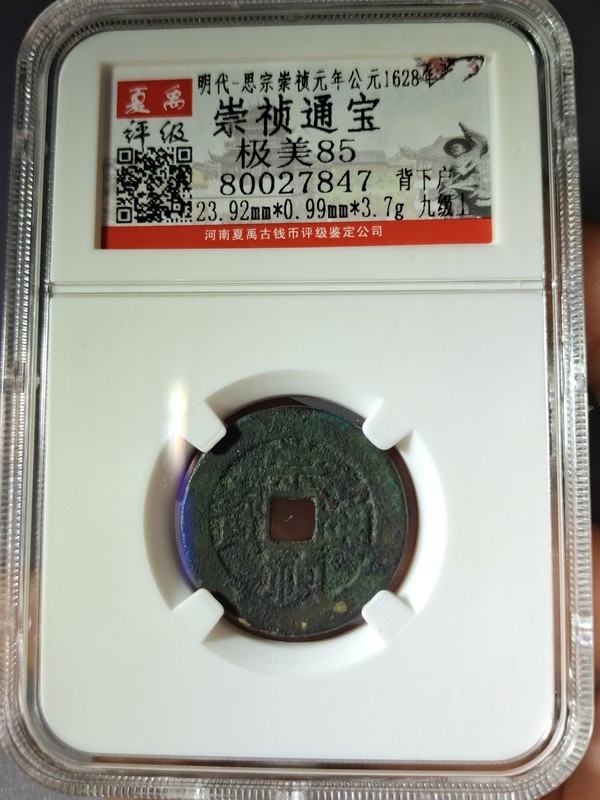 夏禹
评级
明代-思宗崇祯元年公元1628年
崇祯通宝
极美85
80027847 背下户
23.92mm*0.99mm*3.7g 九级
河南夏禹古钱币评级鉴定公司